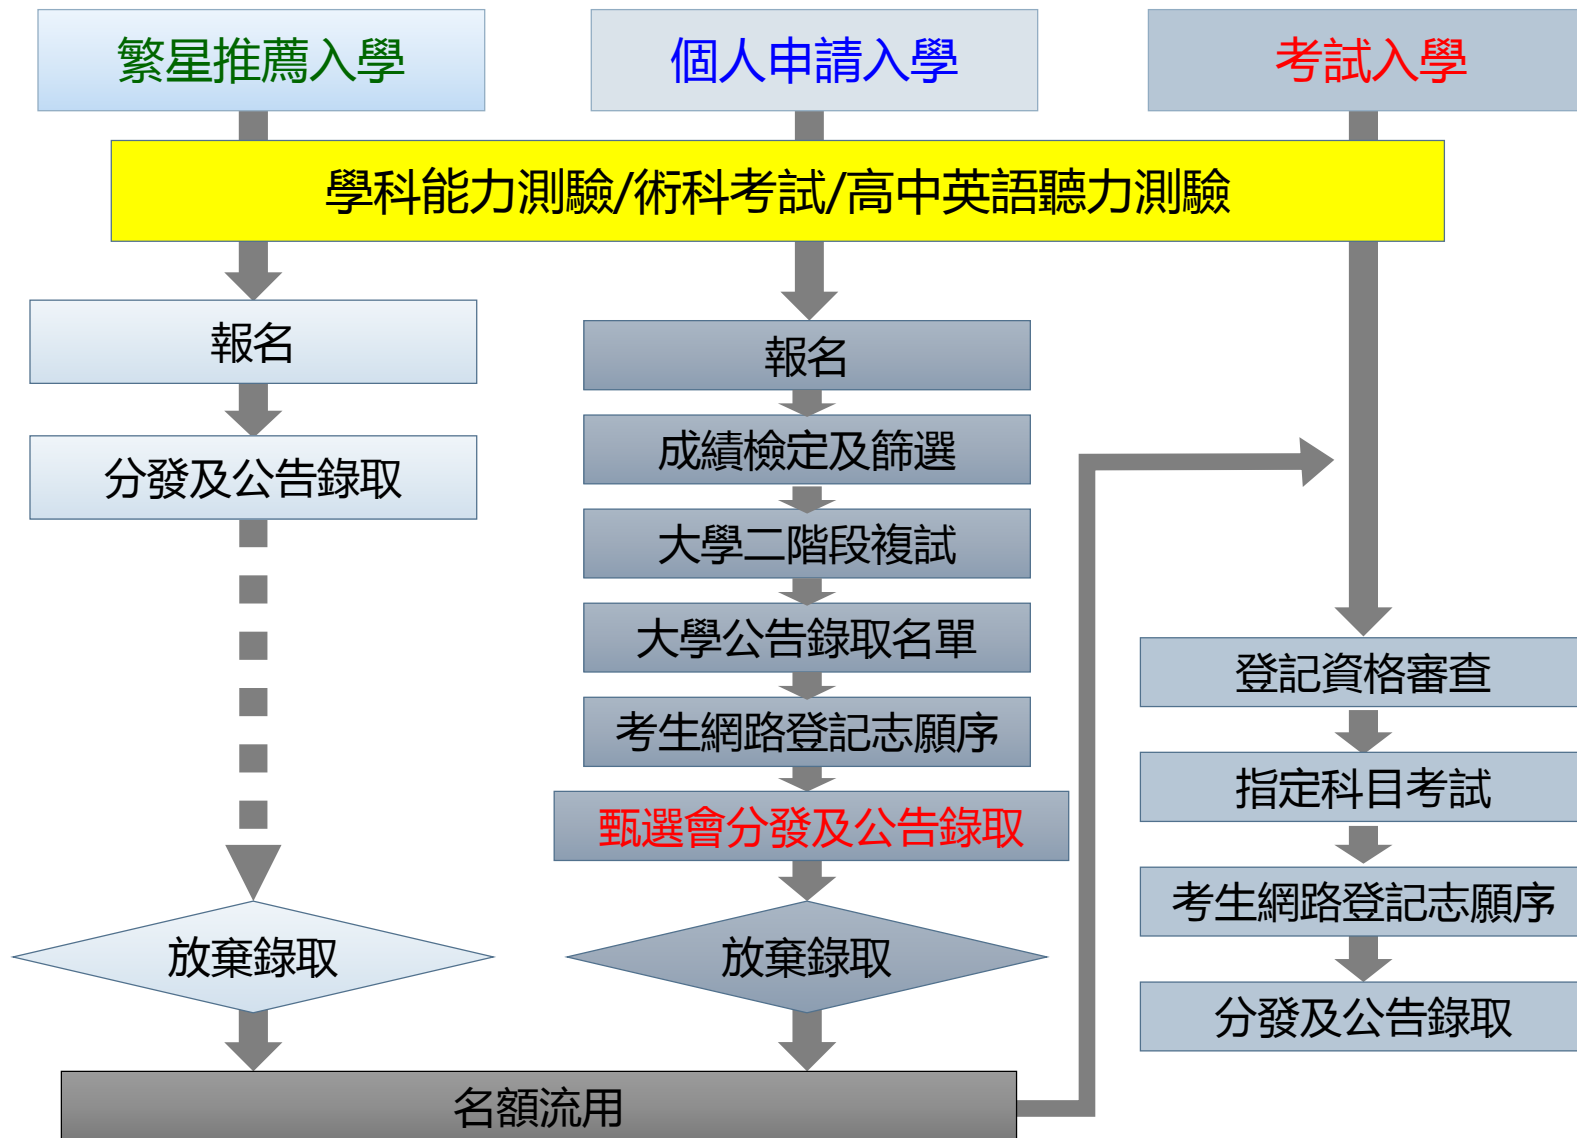 繁星推薦入學
個人申請入學
考試入學
學科能力測驗/術科考試/高中英語聽力測驗
報名
分發及公告錄取
放棄錄取
報名
成績檢定及篩選
大學二階段複試
大學公告錄取名單
考生網路登記志願序
甄選會分發及公告錄取
放棄錄取
名額流用
登記資格審查
指定科目考試
考生網路登記志願序
分發及公告錄取